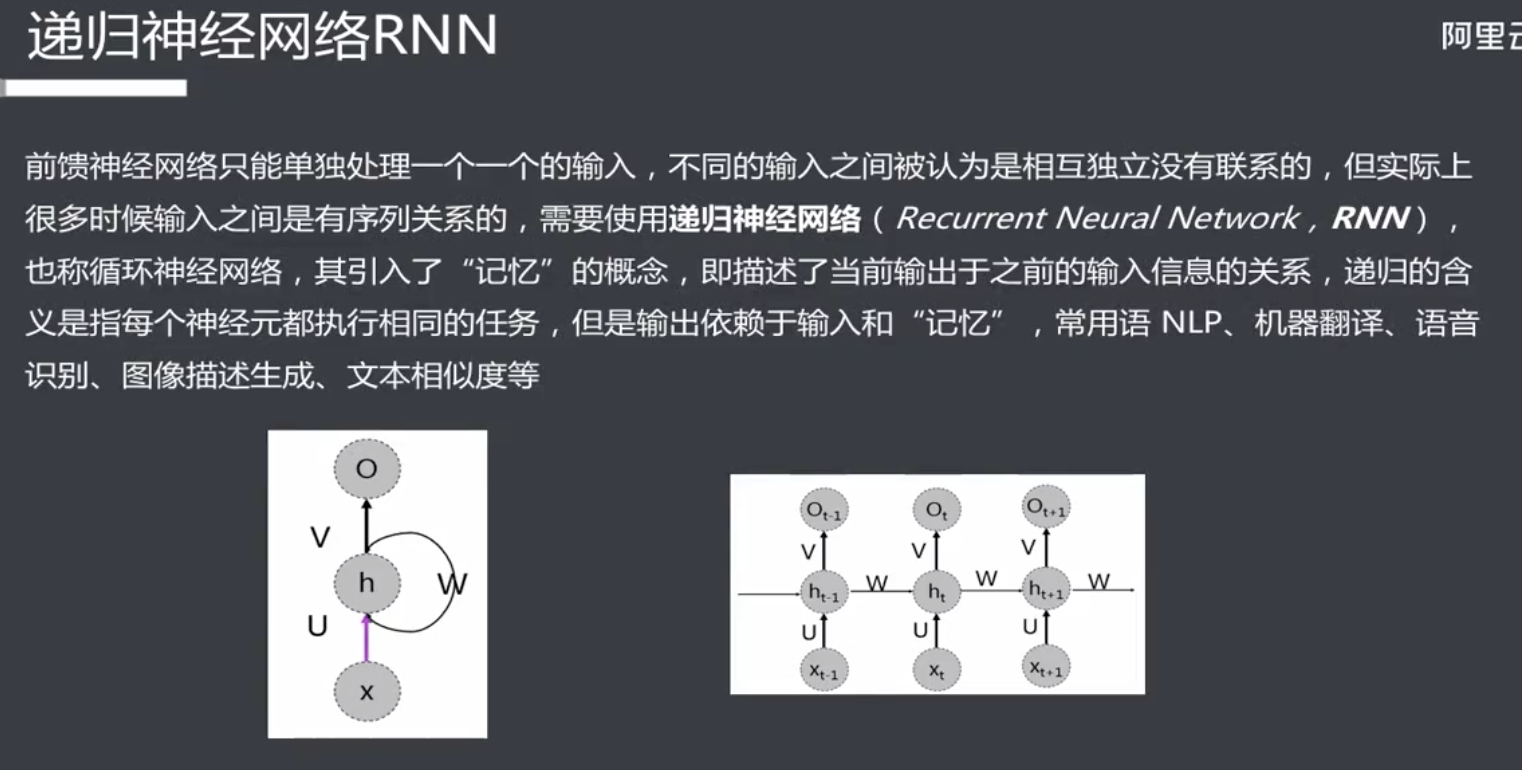 递归神经网络RNN
阿里云
前馈神经网络只能单独处理一个一个的输入，不同的输入之间被认为是相互独立没有联系的，但实际上
很多时候输入之间是有序列关系的，需要使用递归神经网络（Recurrent Neural Network，RNN），
也称循环神经网络，其引入了“记忆”的概念，即描述了当前输出于之前的输入信息的关系，递归的含
义是指每个神经元都执行相同的任务，但是输出依赖于输入和“记忆”，常用语 NLP、机器翻译、语音
识别、图像描述生成、文本相似度等
O
V
h
W
U
x
Ot-1 Ot Ot+1
V V V
ht-1 W ht W ht+1 W
U U U
xt-1 xt xt+1